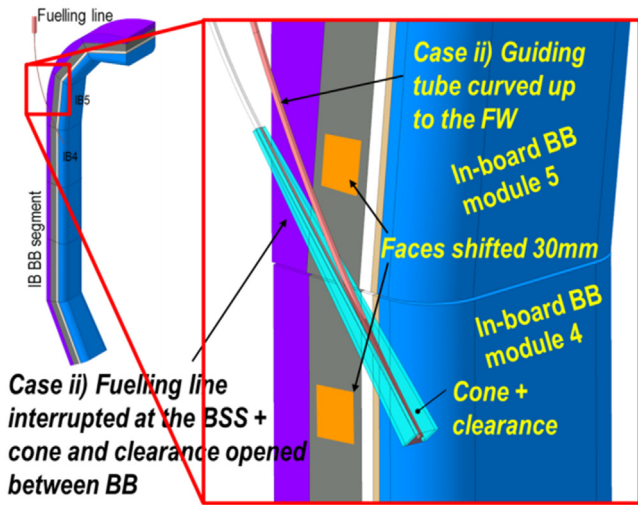 Fuelling line
IB5
IB4
IB BB segment
Case ii) Guiding
tube curved up
to the FW
In-board BB
module 5
Faces shifted 30mm
In-board BB
module 4
Cone +
clearance
Case ii) Fuelling line
interrupted at the BSS +
cone and clearance opened
between BB